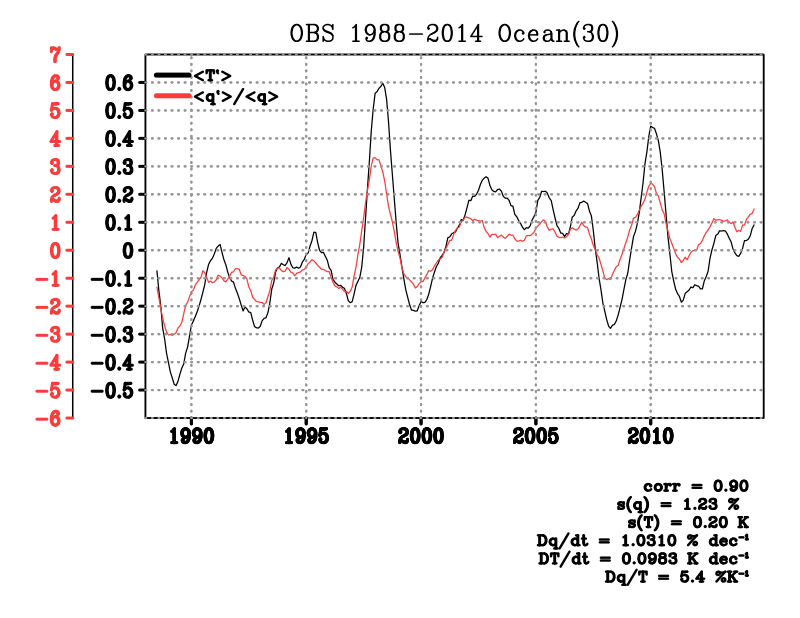 OBS 1988−2014 Ocean(30)
7
6
5
4
3
2
1
0
−1
−2
−3
−4
−5
−6
0.6
0.5
0.4
0.3
0.2
0.1
0
−0.1
−0.2
−0.3
−0.4
−0.5
<T'>
<q'>/<q>
1990 1995 2000 2005 2010
corr = 0.90
s(q) = 1.23 %
s(T) = 0.20 K
Dq/dt = 1.0310 % dec⁻¹
DT/dt = 0.0983 K dec⁻¹
Dq/T = 5.4 %K⁻¹